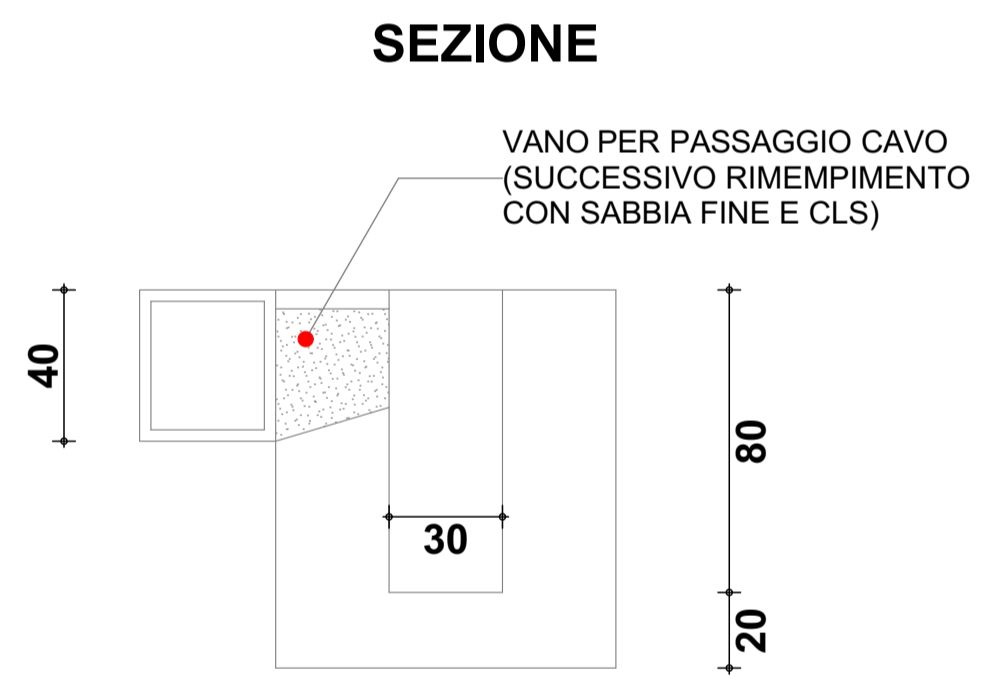 SEZIONE
VANO PER PASSAGGIO CAVO
(SUCCESSIVO RIMEMPIMENTO
CON SABBIA FINE E CLS)
40
80
30
20